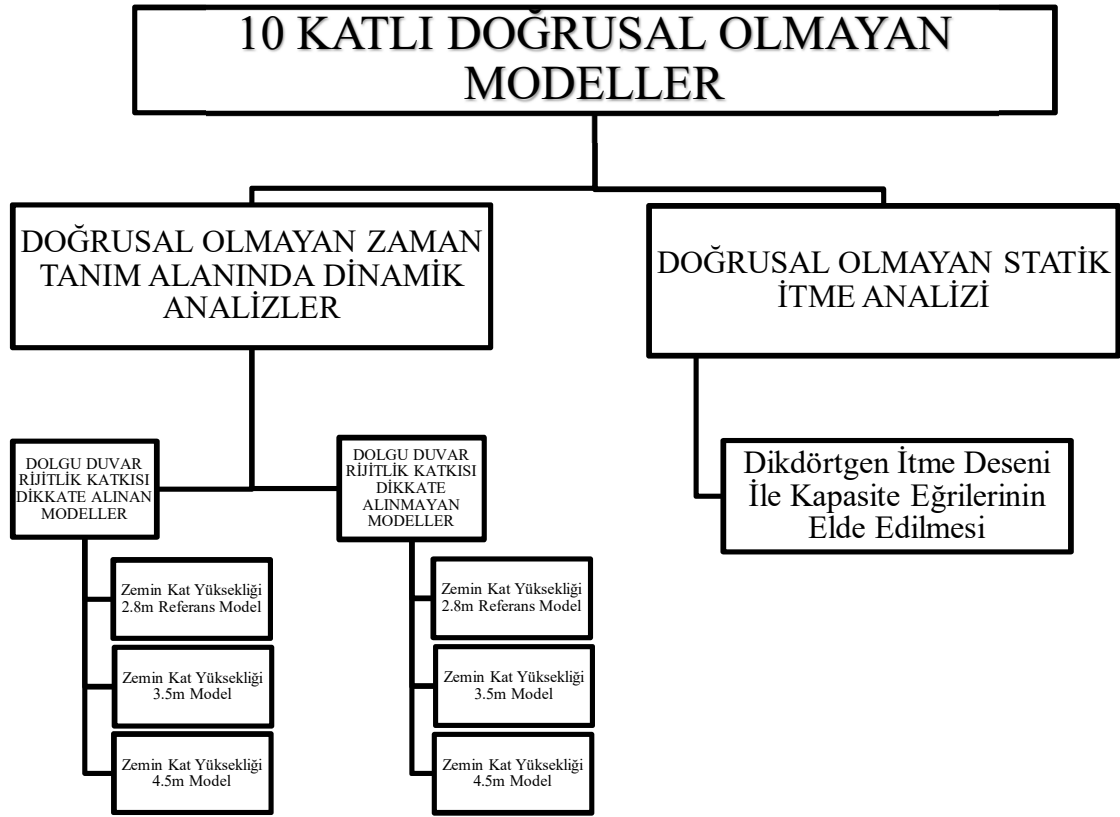 10 KATLI DOĞRUSAL OLMAYAN
MODELLER
DOĞRUSAL OLMAYAN ZAMAN
TANIM ALANINDA DİNAMİK
ANALİZLER
DOĞRUSAL OLMAYAN STATİK
İTME ANALİZİ
DOLGU DUVAR
RİJİTLİK KATKISI
DİKKATE ALINAN
MODELLER
Zemin Kat Yüksekliği
2.8m Referans Model
Zemin Kat Yüksekliği
3.5m Model
Zemin Kat Yüksekliği
4.5m Model
DOLGU DUVAR
RİJİTLİK KATKISI
DİKKATE
ALINMAYAN
MODELLER
Zemin Kat Yüksekliği
2.8m Referans Model
Zemin Kat Yüksekliği
3.5m Model
Zemin Kat Yüksekliği
4.5m Model
Dikdörtgen İtme Deseni
İle Kapasite Eğrilerinin
Elde Edilmesi